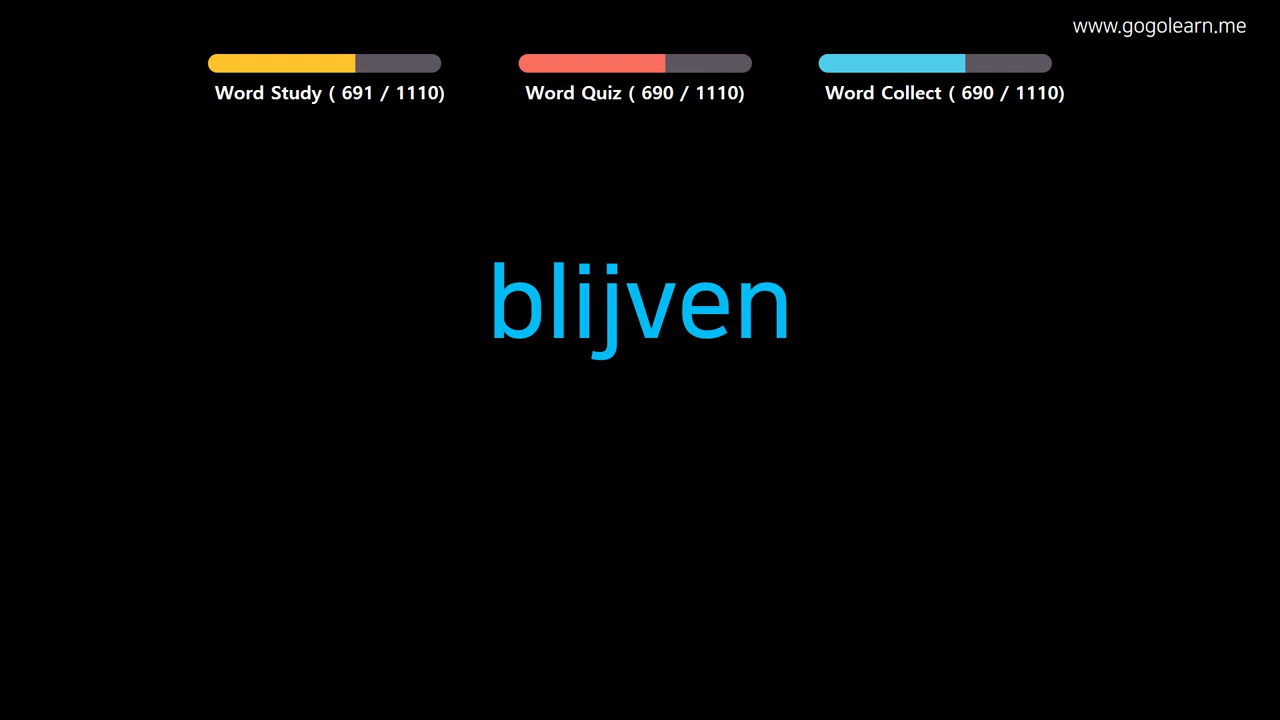 www.gogolearn.me
Word Study ( 691 / 1110)
Word Quiz ( 690 / 1110)
Word Collect ( 690 / 1110)
blijven